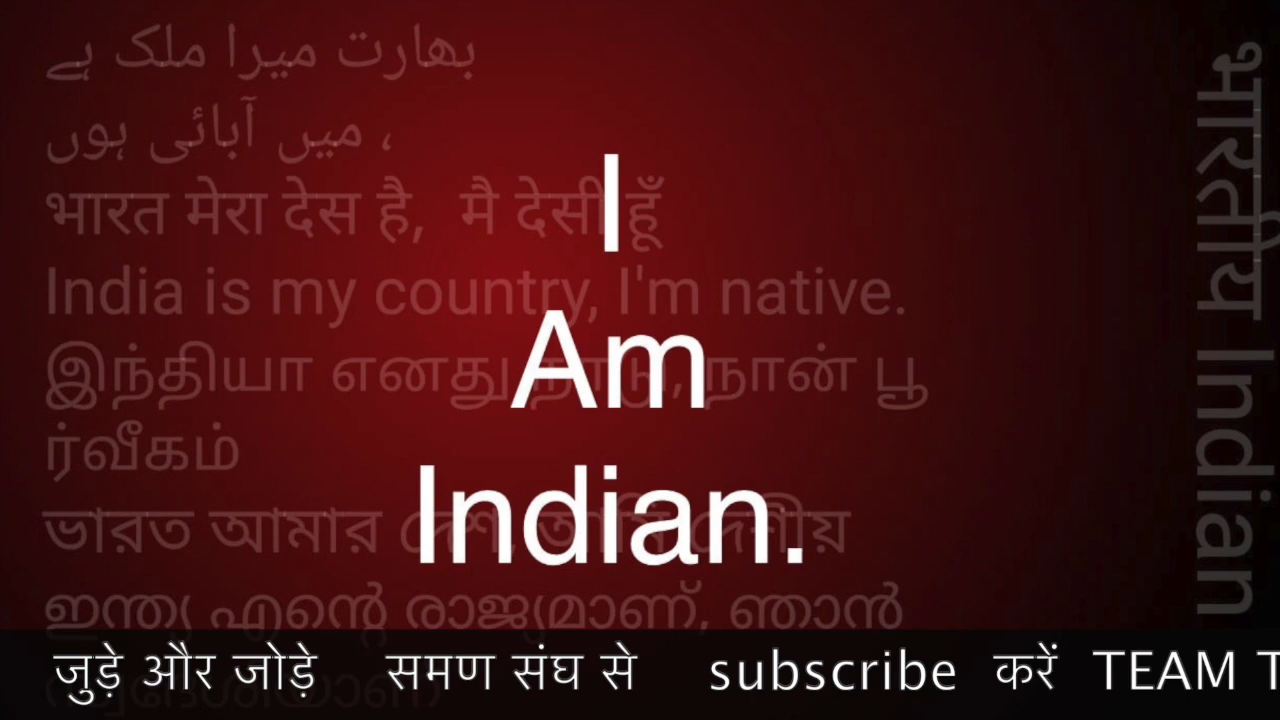 بھارت میرا ملک ہے
، میں آبائی ہوں
भारत मेरा देस है, मै देसी हूँ
India is my country, I'm native.
இந்தியா எனது நாடு, நான் பூ
ர்வீகம்
ভারত আমার দেশ, আমি দেশীয়
ഇന്ത്യ എന്റെ രാജ്യമാണ്, ഞാൻ
I
Am
Indian.
भारतीय Indian
जुड़े और जोड़े समण संघ से subscribe करें TEAM T